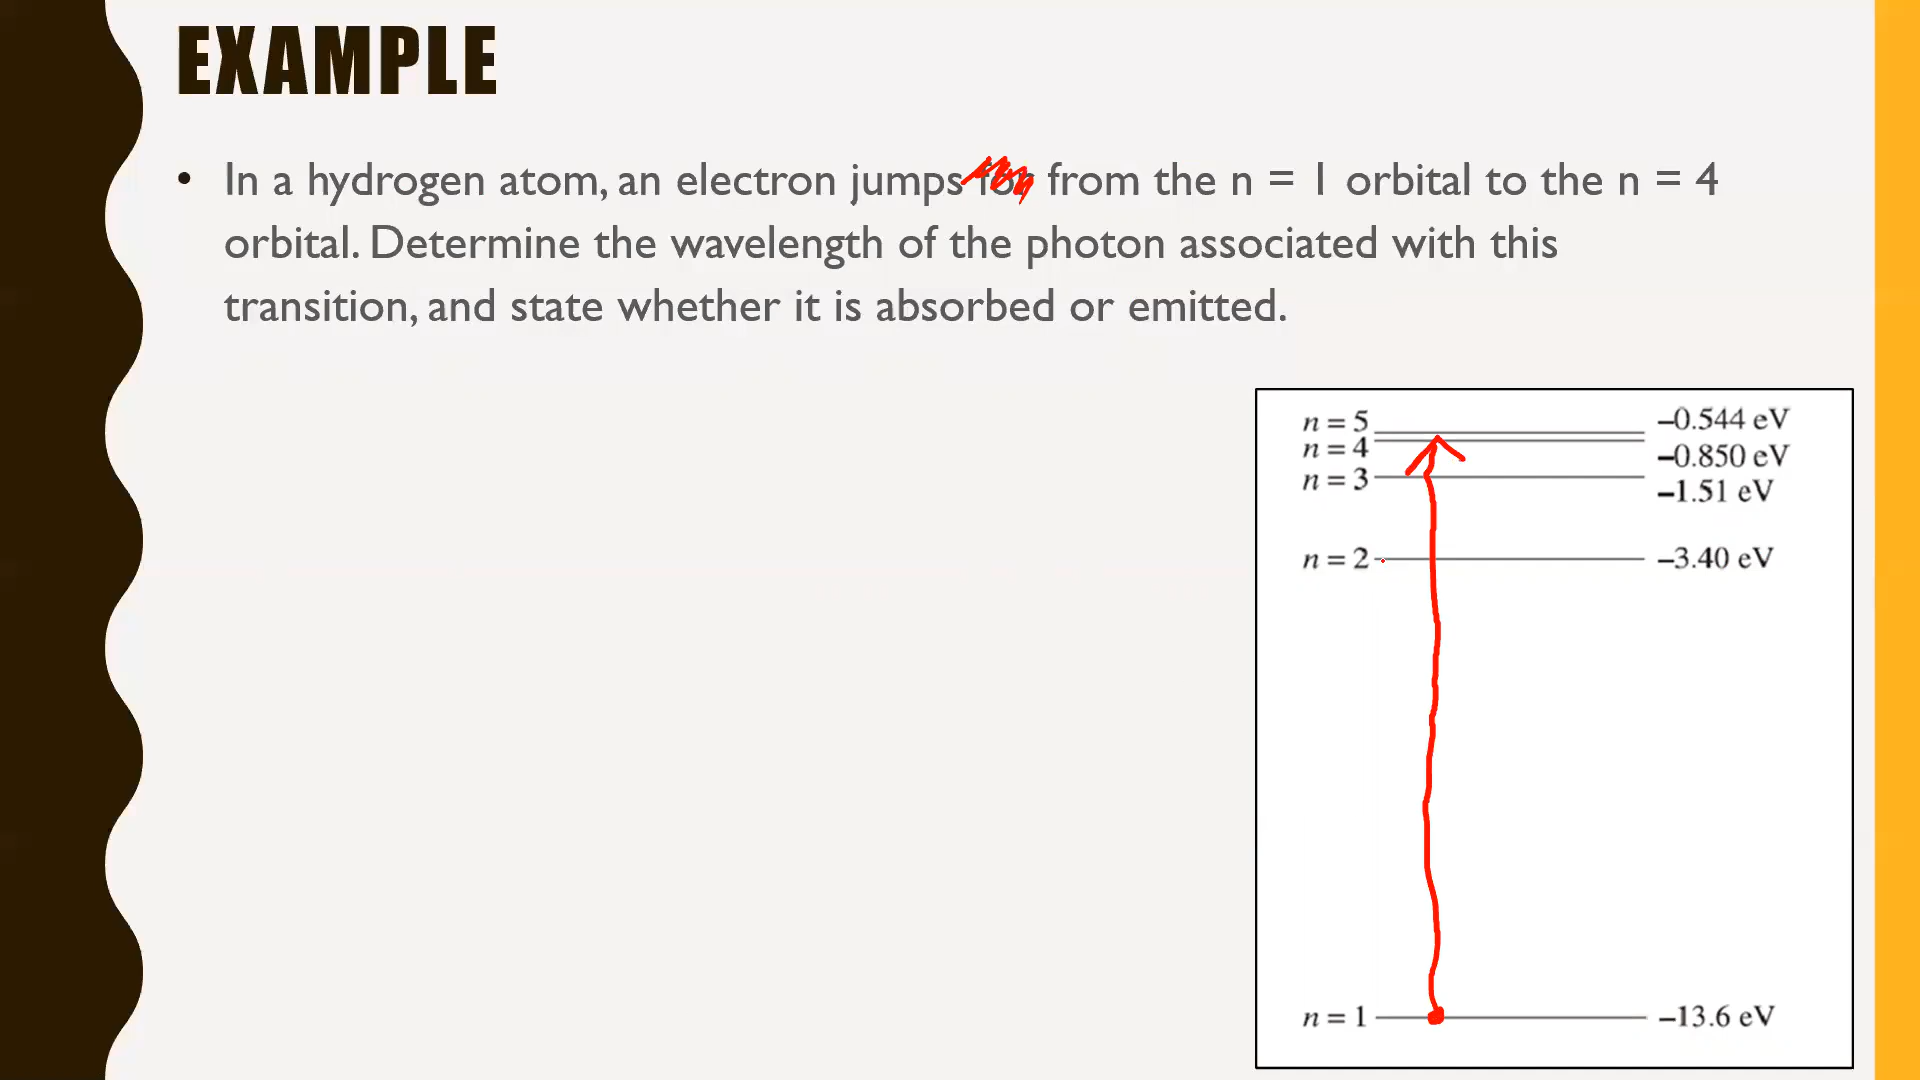 EXAMPLE
• In a hydrogen atom, an electron jumps for from the n = 1 orbital to the n = 4
orbital. Determine the wavelength of the photon associated with this
transition, and state whether it is absorbed or emitted.
n = 5 –0.544 eV
n = 4 –0.850 eV
n = 3 –1.51 eV
n = 2 –3.40 eV
n = 1 –13.6 eV